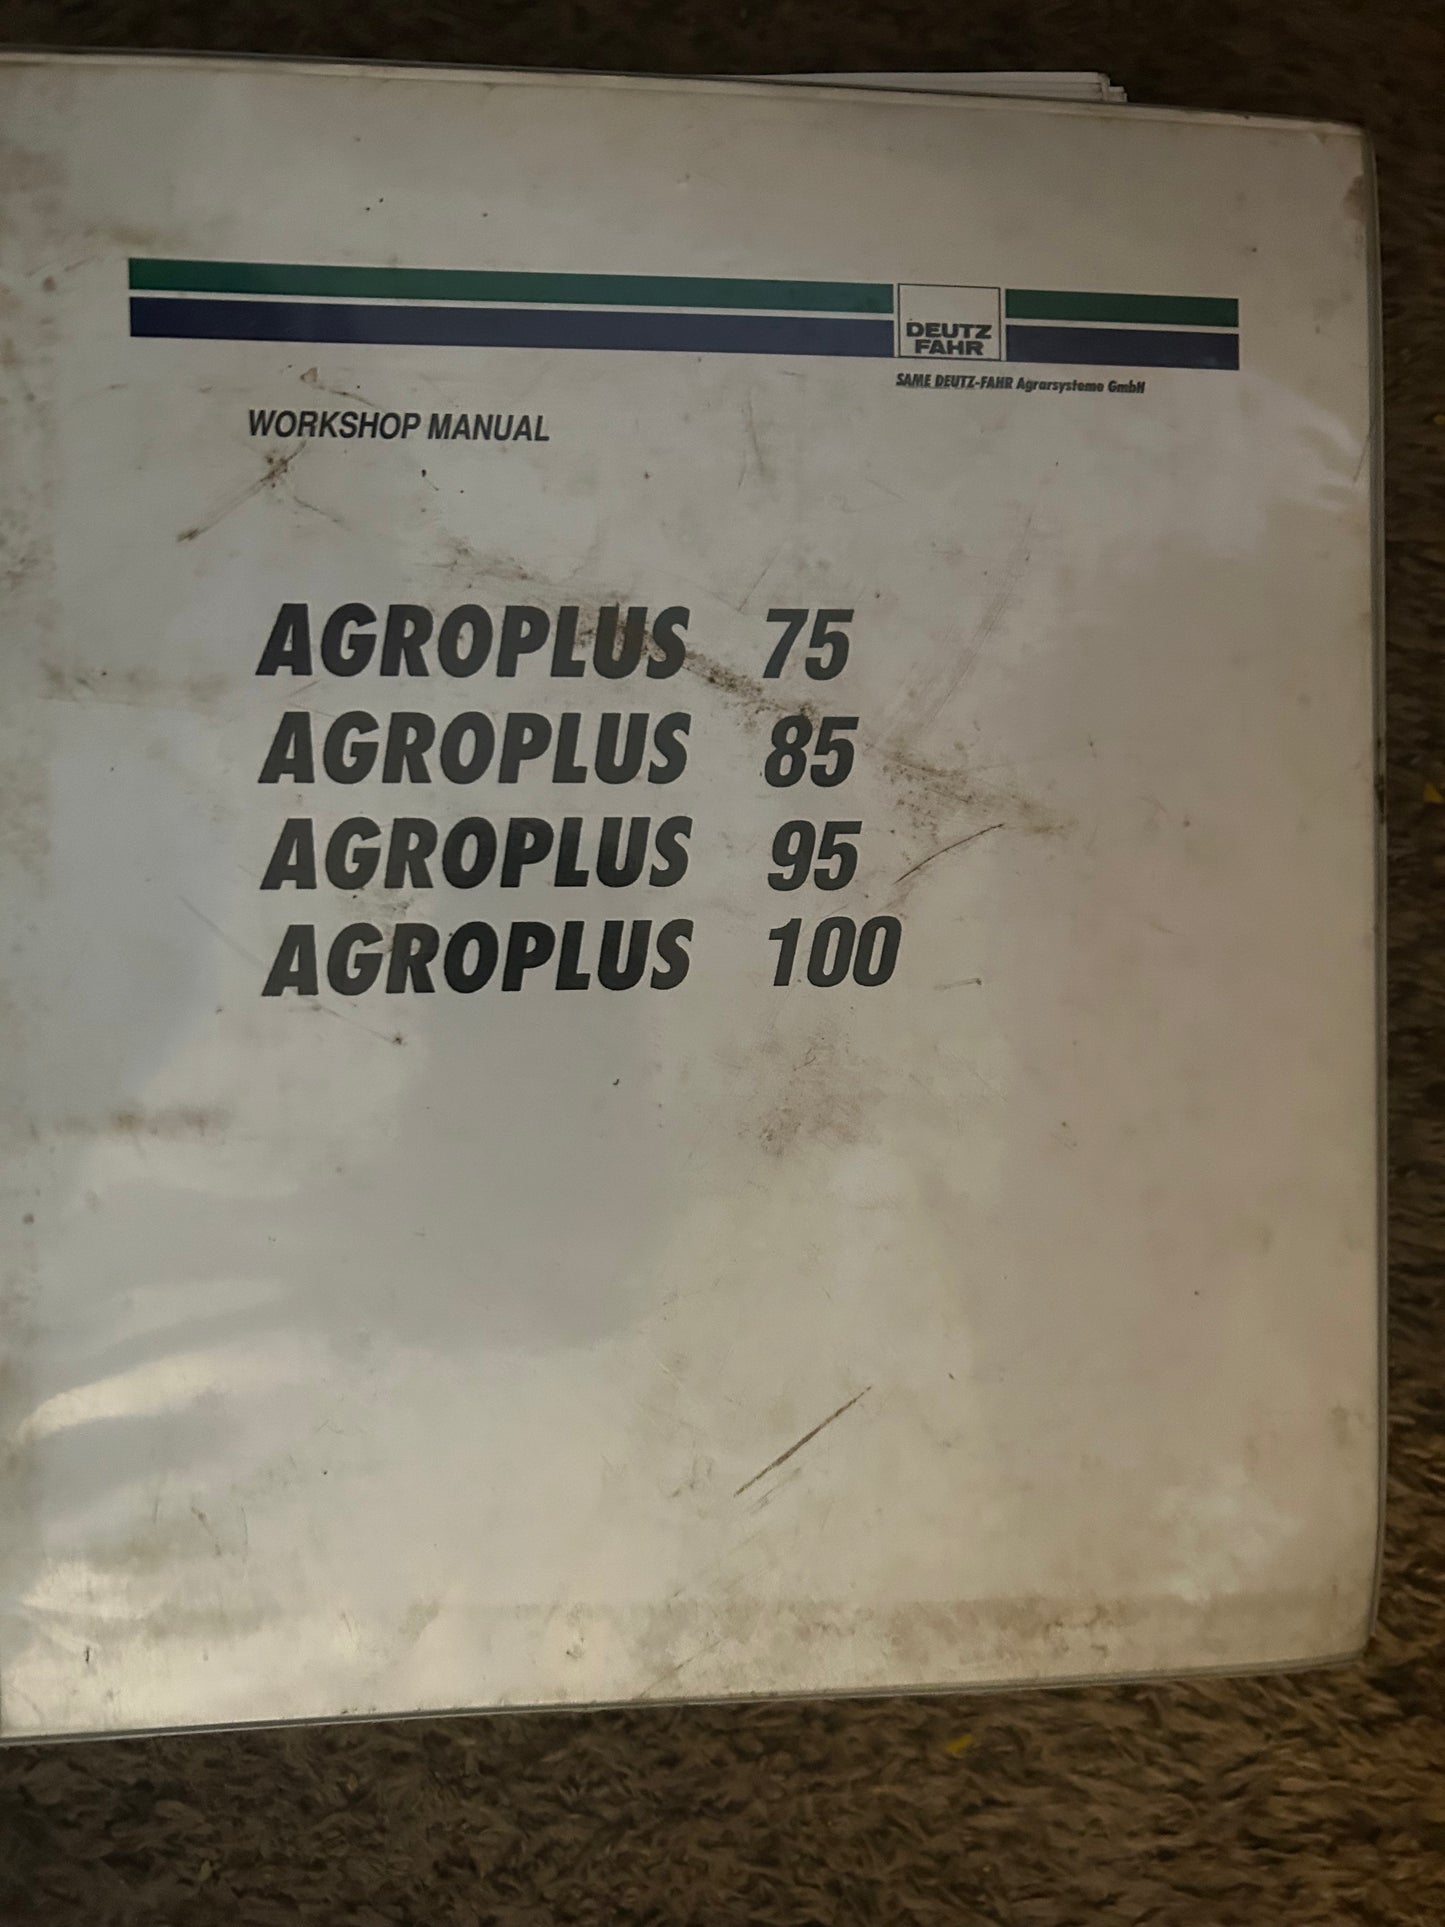 DEUTZ
FAHR
SAME DEUTZ-FAHR Agrarsysteme GmbH
WORKSHOP MANUAL
AGROPLUS 75
AGROPLUS 85
AGROPLUS 95
AGROPLUS 100